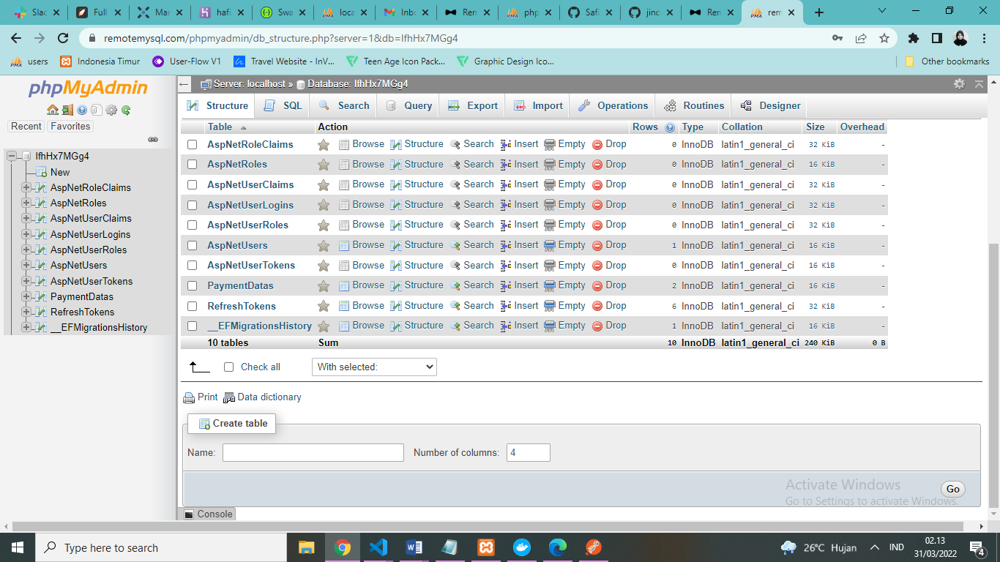 Slac
Full
Mar
hafi
Swa
loca
Inbo
Ren
php
Safi
jinc
Ren
rem
remotemysql.com/phpmyadmin/db_structure.php?server=1&db=IfhHx7MGg4
users
Indonesia Timur
User-Flow V1
Travel Website - InV...
Teen Age Icon Pack...
Graphic Design Ico...
Other bookmarks
phpMyAdmin
Recent Favorites
IfhHx7MGg4
New
AspNetRoleClaims
AspNetRoles
AspNetUserClaims
AspNetUserLogins
AspNetUserRoles
AspNetUsers
AspNetUserTokens
PaymentDatas
RefreshTokens
__EFMigrationsHistory
Server: localhost » Database: IfhHx7MGg4
Structure SQL Search Query Export Import Operations Routines Designer
Table Action Rows Type Collation Size Overhead
AspNetRoleClaims Browse Structure Search Insert Empty Drop 0 InnoDB latin1_general_ci 32 KiB -
AspNetRoles Browse Structure Search Insert Empty Drop 0 InnoDB latin1_general_ci 16 KiB -
AspNetUserClaims Browse Structure Search Insert Empty Drop 0 InnoDB latin1_general_ci 32 KiB -
AspNetUserLogins Browse Structure Search Insert Empty Drop 0 InnoDB latin1_general_ci 32 KiB -
AspNetUserRoles Browse Structure Search Insert Empty Drop 0 InnoDB latin1_general_ci 32 KiB -
AspNetUsers Browse Structure Search Insert Empty Drop 1 InnoDB latin1_general_ci 16 KiB -
AspNetUserTokens Browse Structure Search Insert Empty Drop 0 InnoDB latin1_general_ci 16 KiB -
PaymentDatas Browse Structure Search Insert Empty Drop 2 InnoDB latin1_general_ci 16 KiB -
RefreshTokens Browse Structure Search Insert Empty Drop 6 InnoDB latin1_general_ci 32 KiB -
__EFMigrationsHistory Browse Structure Search Insert Empty Drop 1 InnoDB latin1_general_ci 16 KiB -
10 tables Sum 10 InnoDB latin1_general_ci 240 KiB 0 B
Check all With selected:
Print Data dictionary
Create table
Name: Number of columns: 4
Activate Windows
Go to Settings to activate Windows.
Go
Console
Type here to search
26°C Hujan
IND
02.13
31/03/2022
4